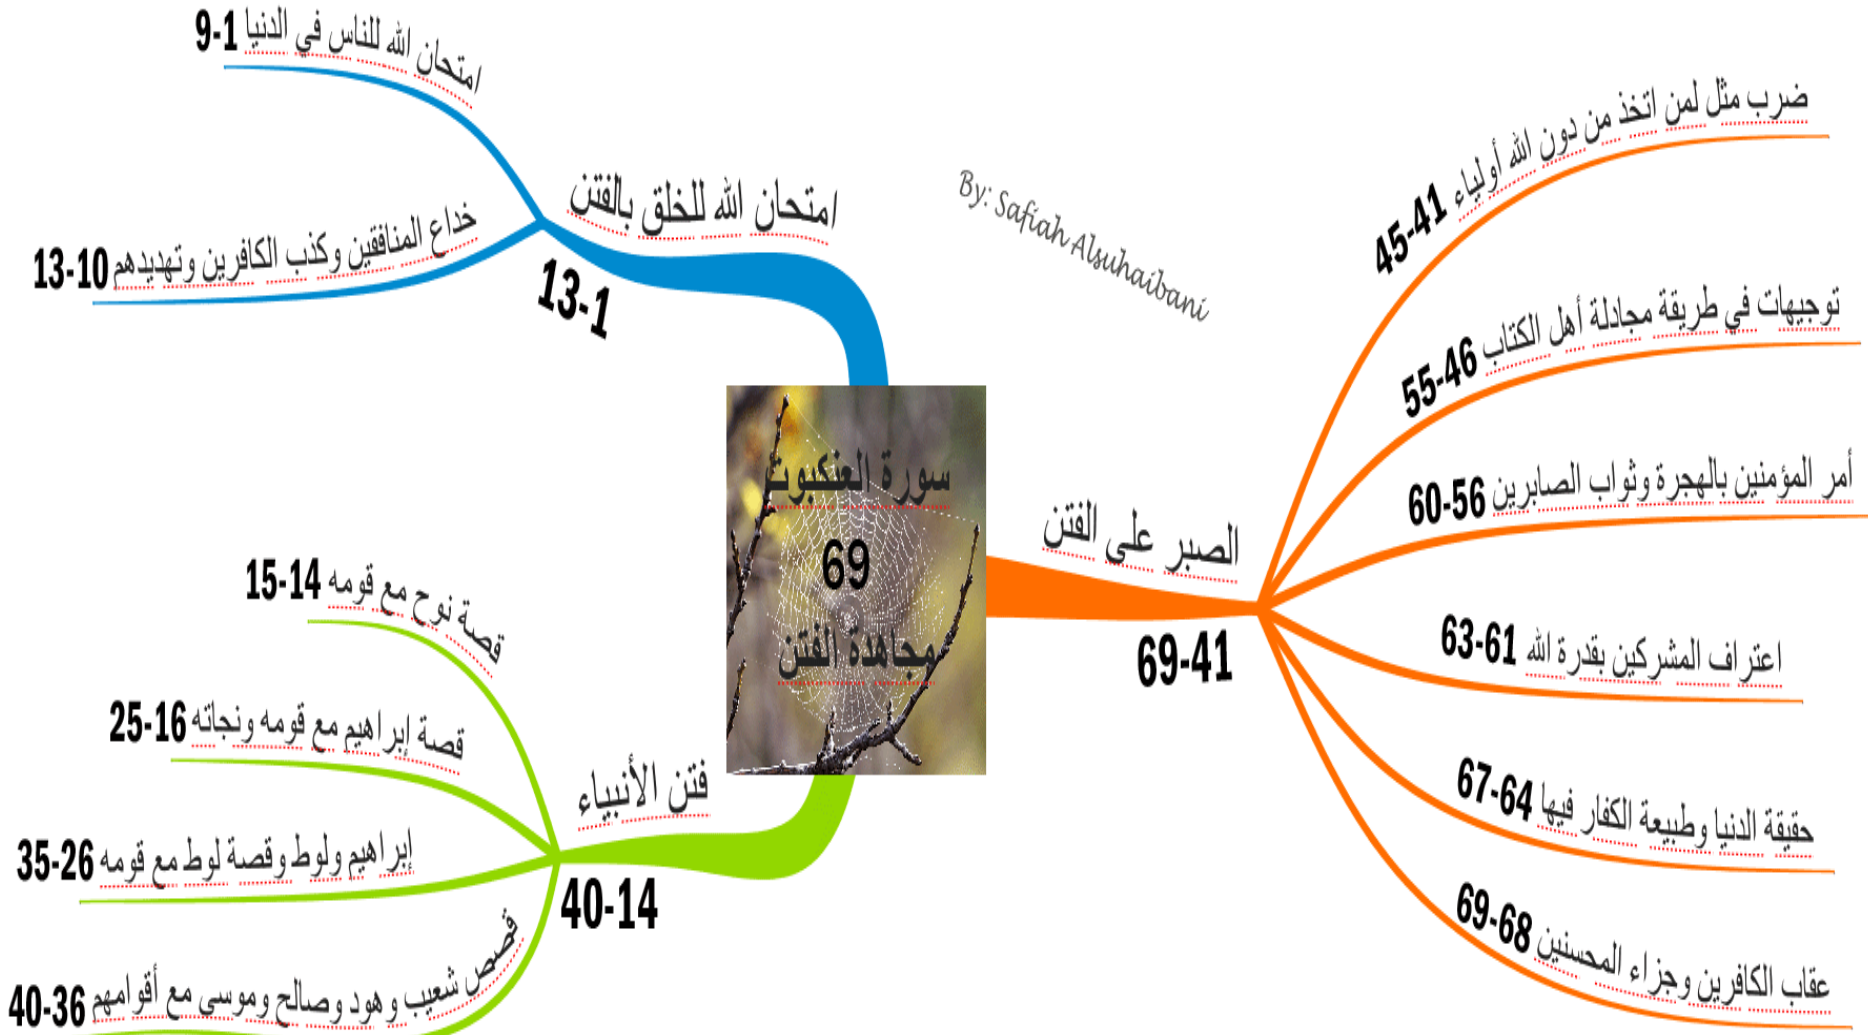 سورة العنكبوت
69
مجاهدة الفتن
By: Safiah Alsuhaibani
امتحان الله للخلق بالفتن
13-1
امتحان الله للناس في الدنيا 9-1
خداع المنافقين وكذب الكافرين وتهديدهم 13-10
فتن الأنبياء
40-14
قصة نوح مع قومه 15-14
قصة إبراهيم مع قومه ونجاته 25-16
إبراهيم ولوط وقصة لوط مع قومه 35-26
قصص شعيب وهود وصالح وموسى مع أقوامهم 40-36
الصبر على الفتن
69-41
ضرب مثل لمن اتخذ من دون الله أولياء 45-41
توجيهات في طريقة مجادلة أهل الكتاب 55-46
أمر المؤمنين بالهجرة وثواب الصابرين 60-56
اعتراف المشركين بقدرة الله 63-61
حقيقة الدنيا وطبيعة الكفار فيها 67-64
عقاب الكافرين وجزاء المحسنين 69-68